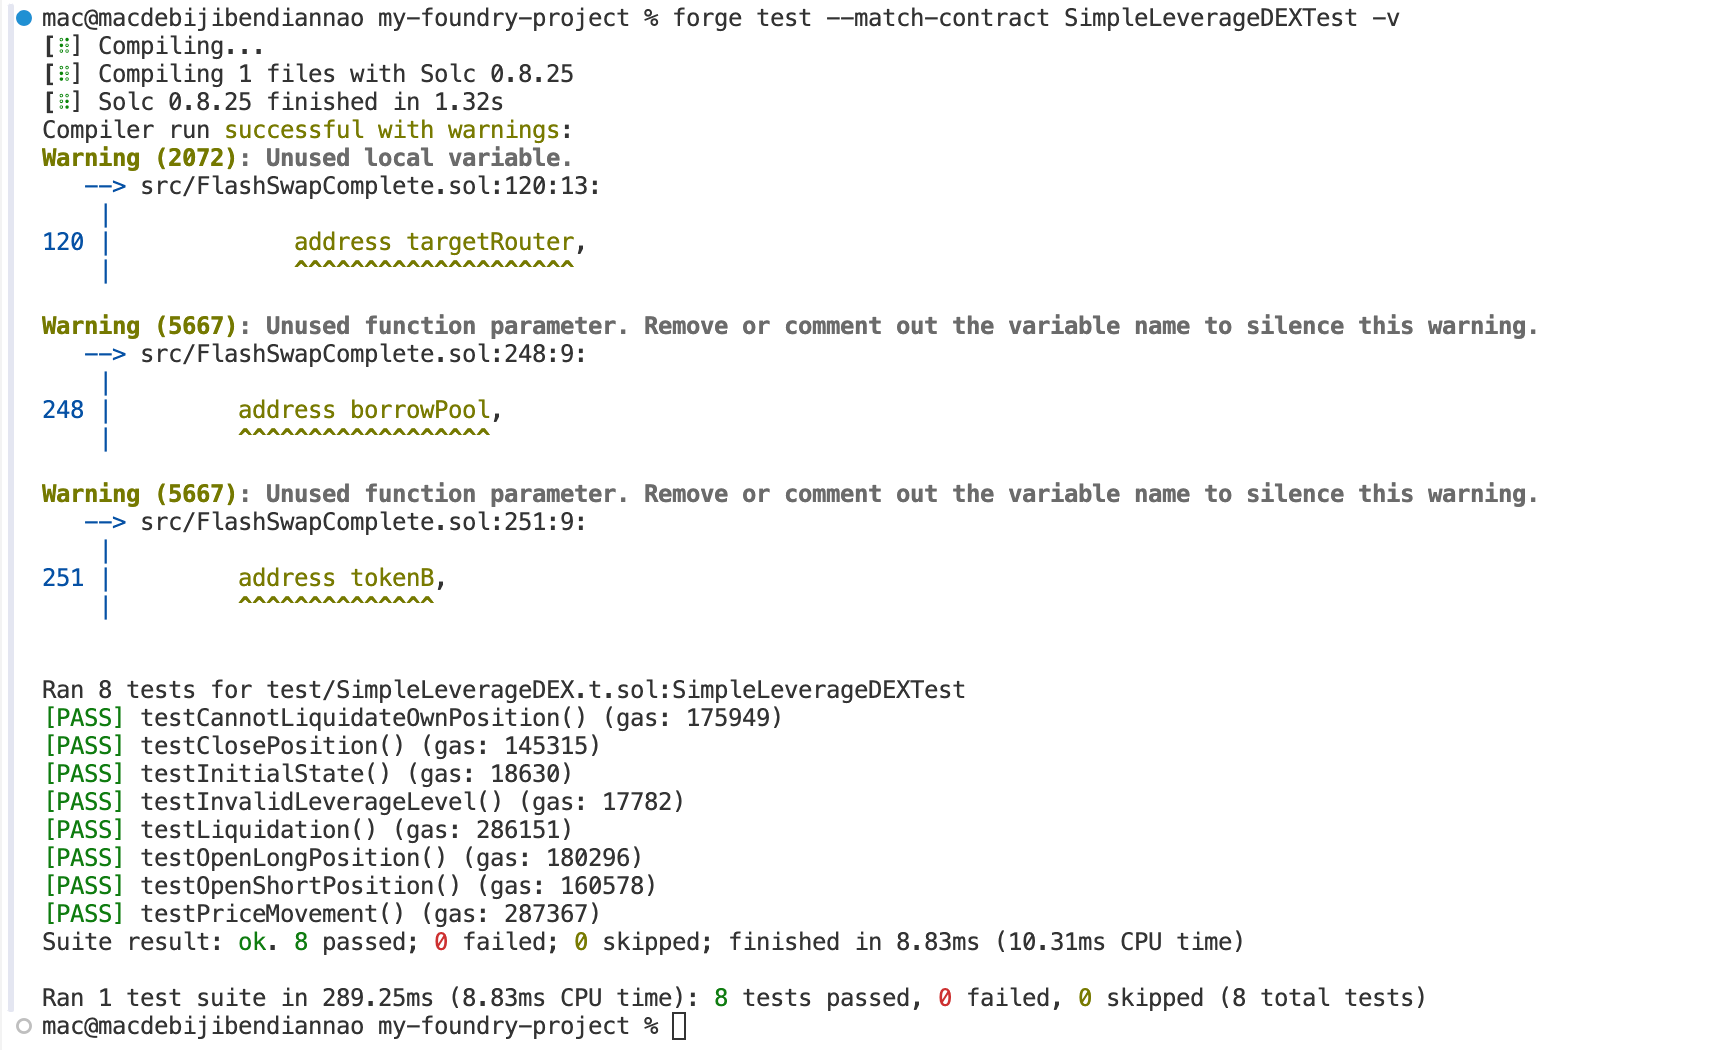 mac@macdebijibendiannao my-foundry-project % forge test --match-contract SimpleLeverageDEXTest -v
[⠿] Compiling...
[⠿] Compiling 1 files with Solc 0.8.25
[⠿] Solc 0.8.25 finished in 1.32s
Compiler run successful with warnings:
Warning (2072): Unused local variable.
   --> src/FlashSwapComplete.sol:120:13:
    |
120 |             address targetRouter,
    |             ^^^^^^^^^^^^^^^^^^^^
Warning (5667): Unused function parameter. Remove or comment out the variable name to silence this warning.
   --> src/FlashSwapComplete.sol:248:9:
    |
248 |         address borrowPool,
    |         ^^^^^^^^^^^^^^^^^^
Warning (5667): Unused function parameter. Remove or comment out the variable name to silence this warning.
   --> src/FlashSwapComplete.sol:251:9:
    |
251 |         address tokenB,
    |         ^^^^^^^^^^^^^^
Ran 8 tests for test/SimpleLeverageDEX.t.sol:SimpleLeverageDEXTest
[PASS] testCannotLiquidateOwnPosition() (gas: 175949)
[PASS] testClosePosition() (gas: 145315)
[PASS] testInitialState() (gas: 18630)
[PASS] testInvalidLeverageLevel() (gas: 17782)
[PASS] testLiquidation() (gas: 286151)
[PASS] testOpenLongPosition() (gas: 180296)
[PASS] testOpenShortPosition() (gas: 160578)
[PASS] testPriceMovement() (gas: 287367)
Suite result: ok. 8 passed; 0 failed; 0 skipped; finished in 8.83ms (10.31ms CPU time)
Ran 1 test suite in 289.25ms (8.83ms CPU time): 8 tests passed, 0 failed, 0 skipped (8 total tests)
mac@macdebijibendiannao my-foundry-project %